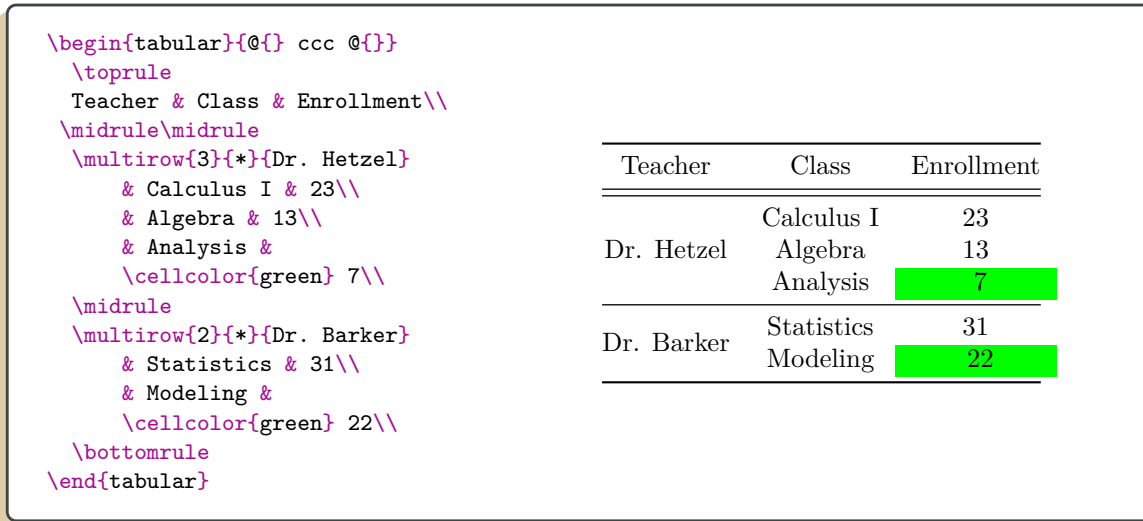 \begin{tabular}{@{} ccc @{}}
\toprule
Teacher & Class & Enrollment\\
\midrule\midrule
\multirow{3}{*}{Dr. Hetzel}
& Calculus I & 23\\
& Algebra & 13\\
& Analysis &
\cellcolor{green} 7\\
\midrule
\multirow{2}{*}{Dr. Barker}
& Statistics & 31\\
& Modeling &
\cellcolor{green} 22\\
\bottomrule
\end{tabular}
Teacher Class Enrollment
Calculus I 23
Dr. Hetzel Algebra 13
Analysis 7
Dr. Barker
Statistics 31
Modeling 22